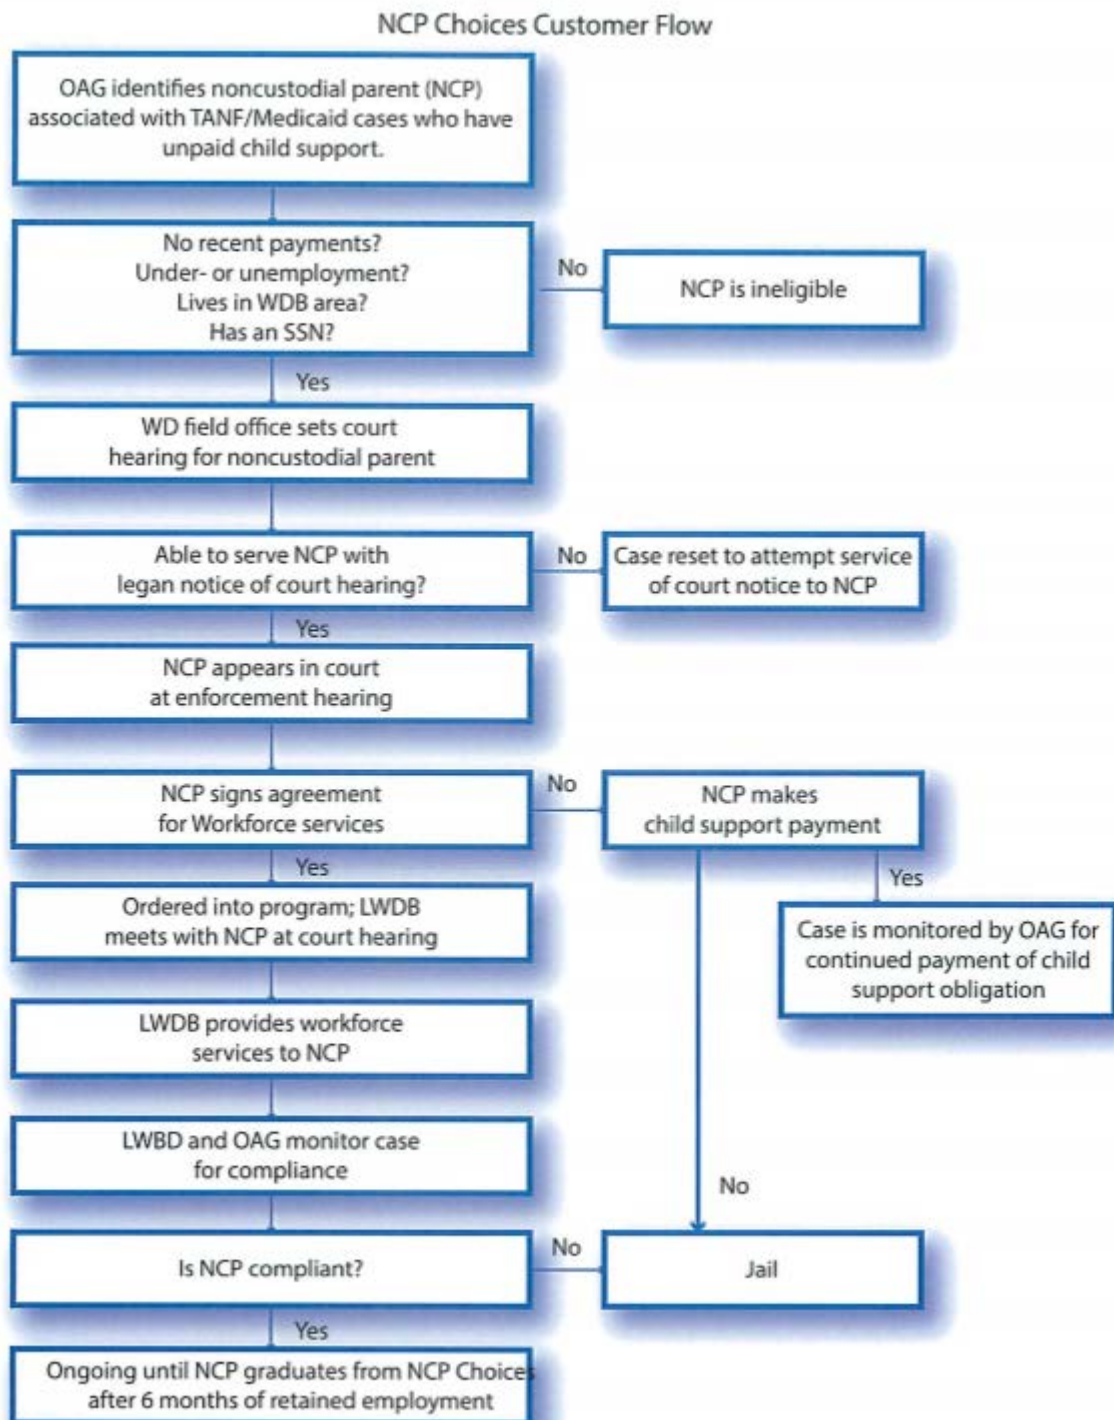 NCP Choices Customer Flow
OAG identifies noncustodial parent (NCP)
associated with TANF/Medicaid cases who have
unpaid child support.
No recent payments?
Under- or unemployment?
Lives in WDB area?
Has an SSN?
No
NCP is ineligible
Yes
WD field office sets court
hearing for noncustodial parent
Able to serve NCP with
legan notice of court hearing?
No
Case reset to attempt service
of court notice to NCP
Yes
NCP appears in court
at enforcement hearing
NCP signs agreement
for Workforce services
No
NCP makes
child support payment
Yes
Yes
Ordered into program; LWDB
meets with NCP at court hearing
Case is monitored by OAG for
continued payment of child
support obligation
LWDB provides workforce
services to NCP
LWBD and OAG monitor case
for compliance
No
Is NCP compliant?
No
Jail
Yes
Ongoing until NCP graduates from NCP Choices
after 6 months of retained employment